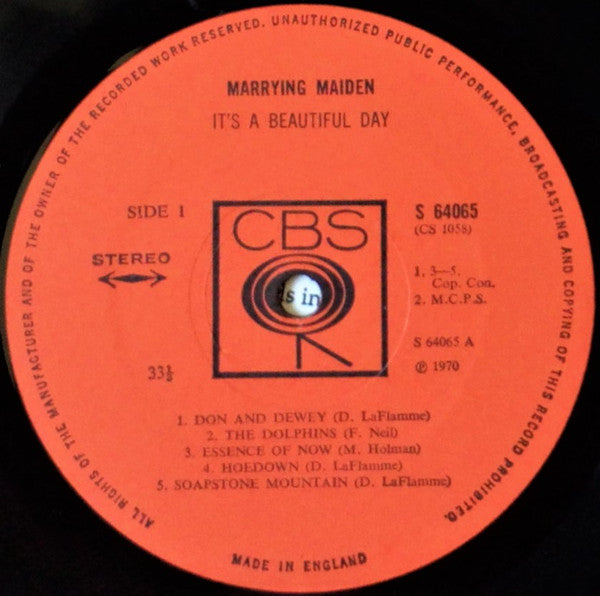 ALL RIGHTS OF THE MANUFACTURER AND OF THE OWNER OF THE RECORDED WORK RESERVED. UNAUTHORIZED PUBLIC PERFORMANCE, BROADCASTING AND COPYING OF THIS RECORD PROHIBITED.
MARRYING MAIDEN
IT'S A BEAUTIFUL DAY
SIDE 1
STEREO
33⅓
CBS
is in
S 64065
(CS 1058)
1, 3—5.
Cop. Con.
2. M.C.P.S.
S 64065 A
℗ 1970
1. DON AND DEWEY (D. LaFlamme)
2. THE DOLPHINS (F. Neil)
3. ESSENCE OF NOW (M. Holman)
4. HOEDOWN (D. LaFlamme)
5. SOAPSTONE MOUNTAIN (D. LaFlamme)
MADE IN ENGLAND